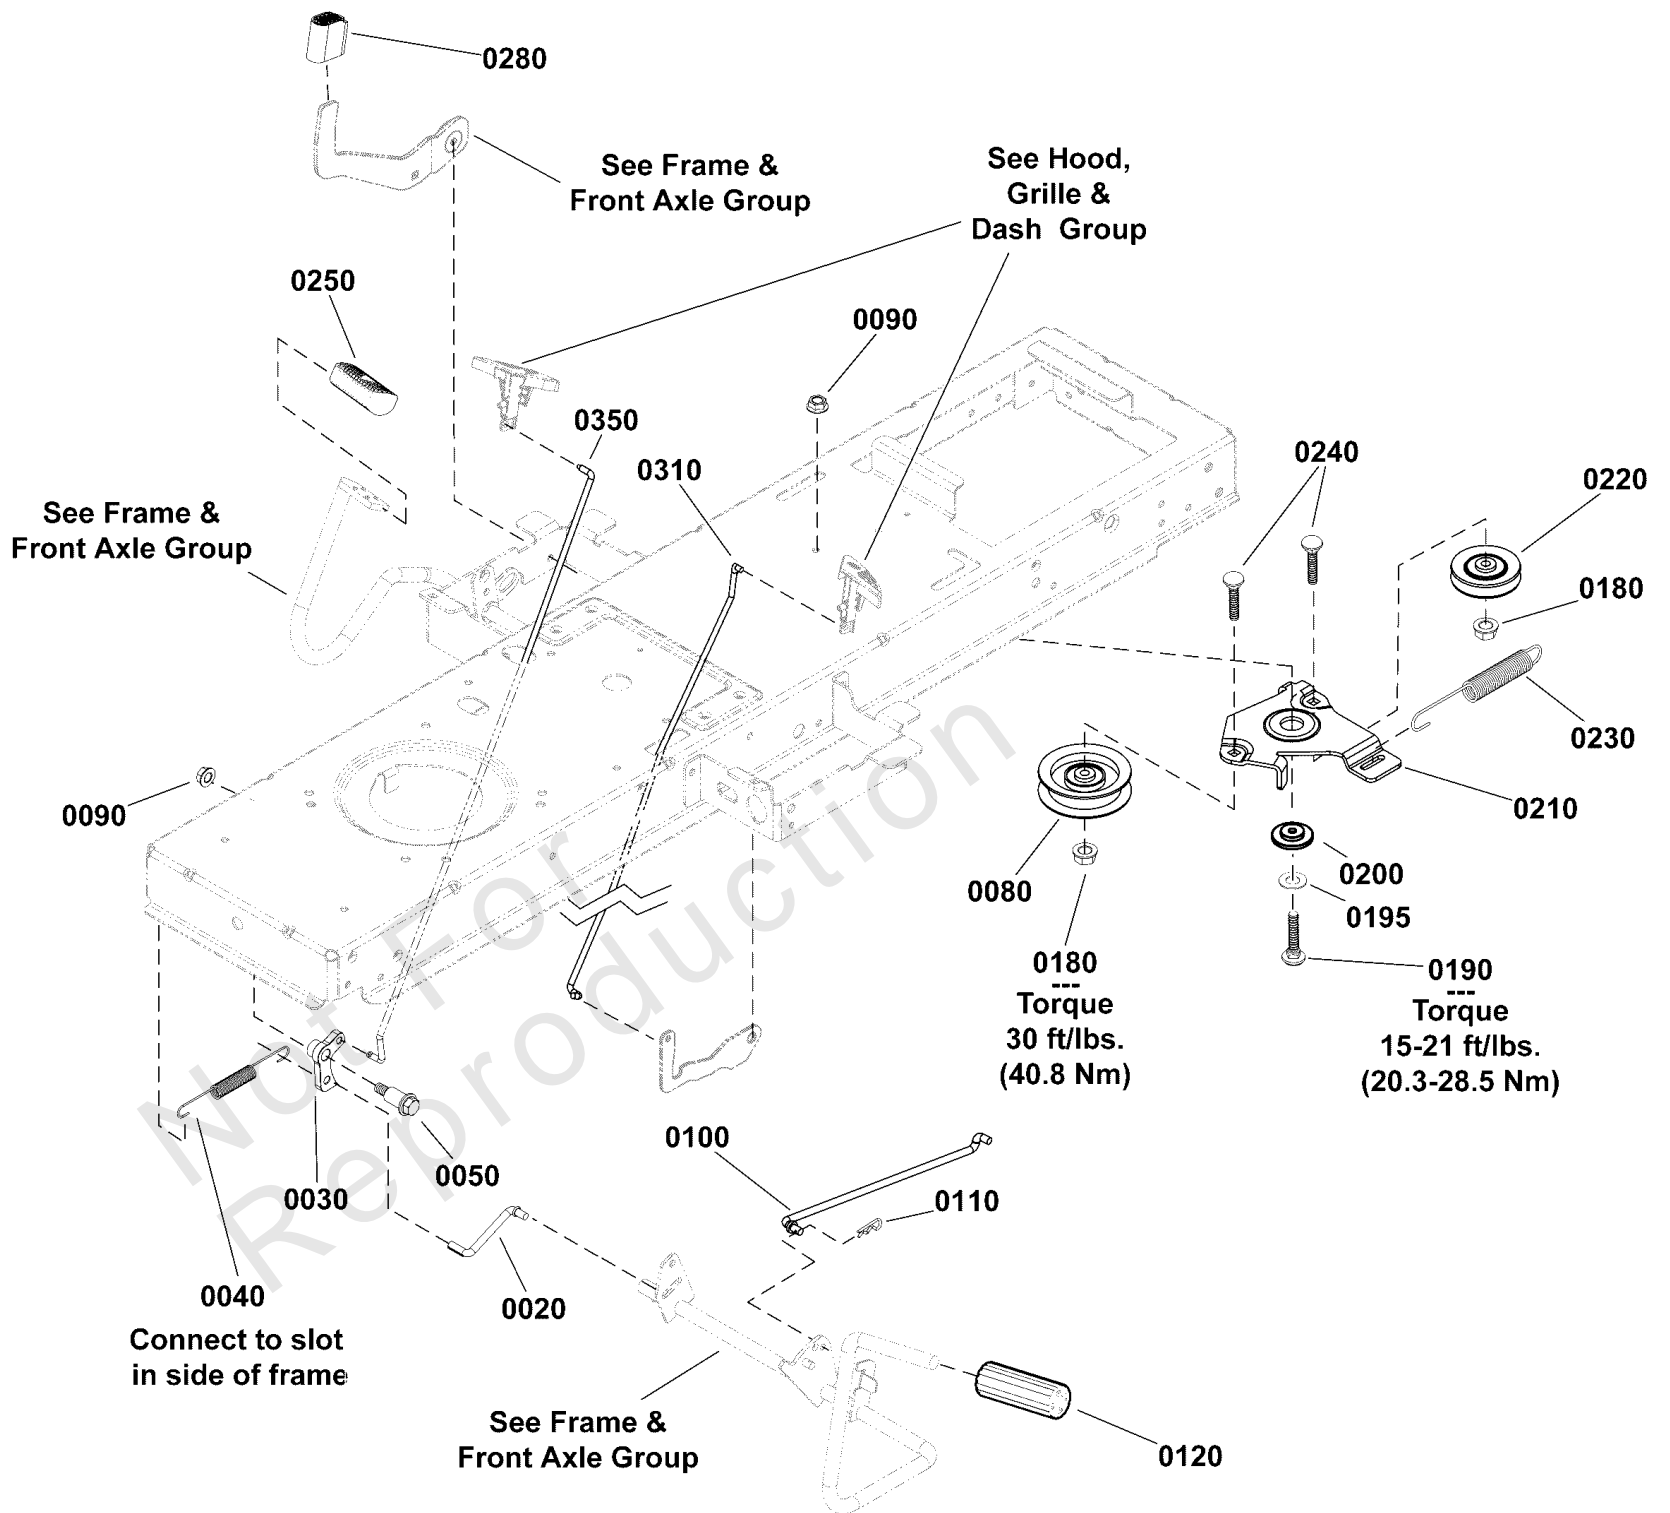 0280
See Frame &
Front Axle Group
See Hood,
Grille &
Dash Group
0250
0090
0350
0310
0240
0220
See Frame &
Front Axle Group
0180
0230
0090
0210
0080
0200
0195
0180
---
Torque
30 ft/lbs.
(40.8 Nm)
0190
---
Torque
15-21 ft/lbs.
(20.3-28.5 Nm)
0100
0050
0030
0110
0040
Connect to slot
in side of frame
0020
See Frame &
Front Axle Group
0120
Not For
Reproduction